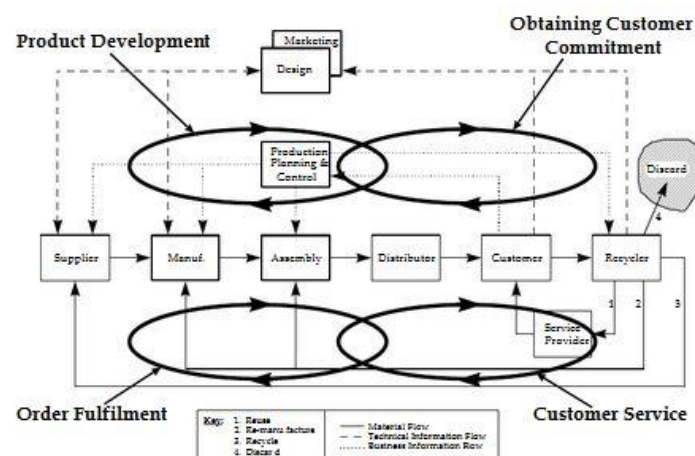 Product Development
Obtaining Customer
Commitment
Marketing
Design
Production
Planning &
Control
Discard
4
Supplier
Manuf.
Assembly
Distributor
Customer
Recycler
1
2
3
Service
Provider
Order Fulfilment
Customer Service
Key:
1. Reuse
2. Re-manufacture
3. Recycle
4. Discard
Material Flow
Technical Information Flow
Business Information Flow